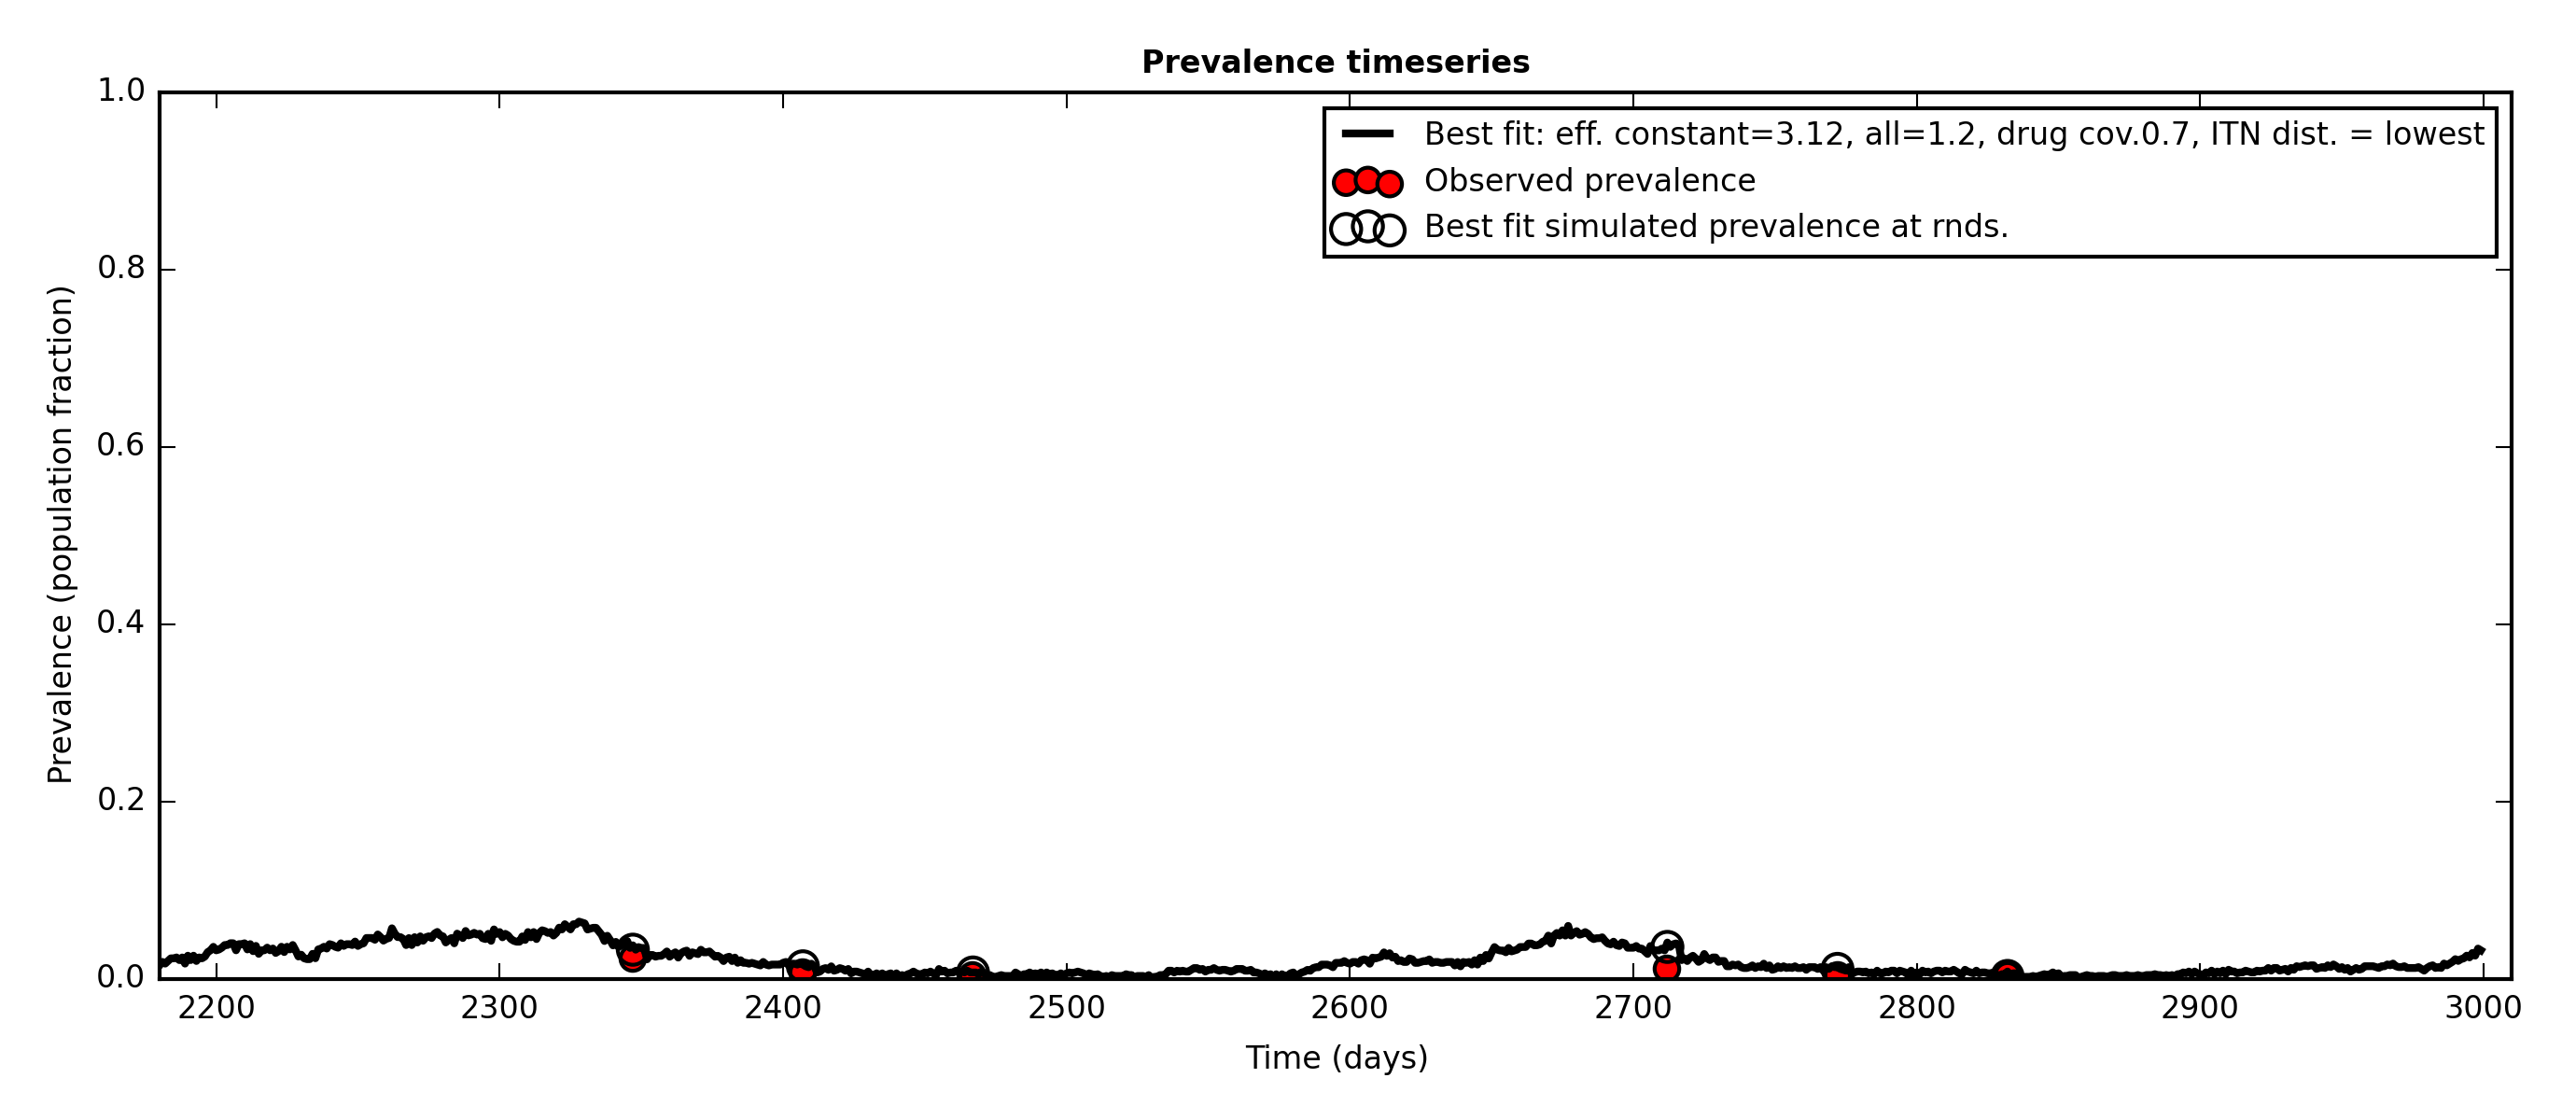 Prevalence timeseries
1.0
0.8
0.6
0.4
0.2
0.0
Prevalence (population fraction)
Best fit: eff. constant=3.12, all=1.2, drug cov.0.7, ITN dist. = lowest
Observed prevalence
Best fit simulated prevalence at rnds.
2200 2300 2400 2500 2600 2700 2800 2900 3000
Time (days)